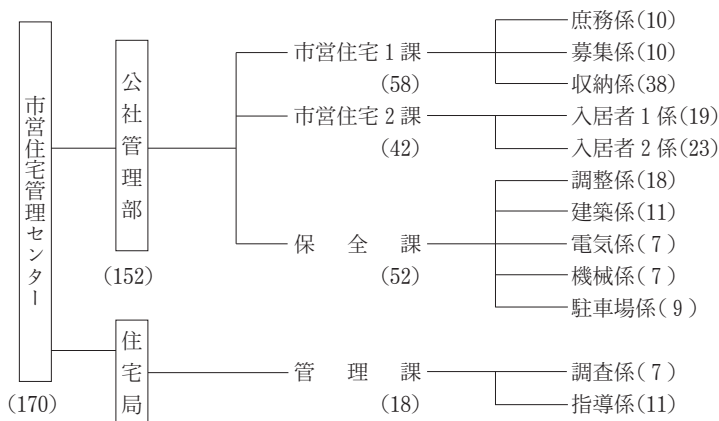 市営住宅管理センター
(170)
公社管理部
(152)
市営住宅1課
(58)
庶務係(10)
募集係(10)
収納係(38)
市営住宅2課
(42)
入居者1係(19)
入居者2係(23)
保全課
(52)
調整係(18)
建築係(11)
電気係(7)
機械係(7)
駐車場係(9)
住宅局
管理課
(18)
調査係(7)
指導係(11)